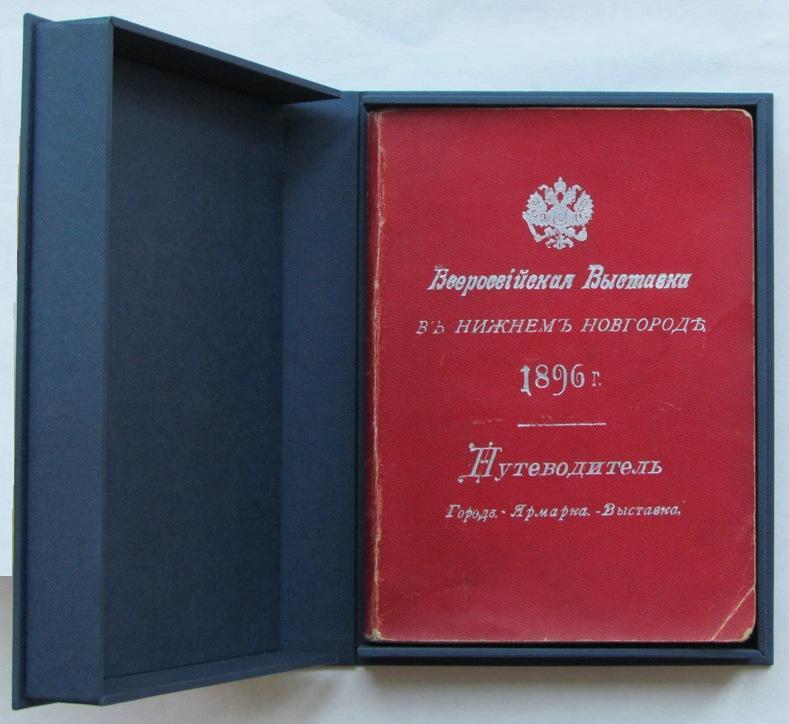 Всероссійская Выставка
ВЪ НИЖНЕМЪ НОВГОРОДѢ,
1896 г.
Путеводитель
Городъ.-Ярмарка.-Выставка.